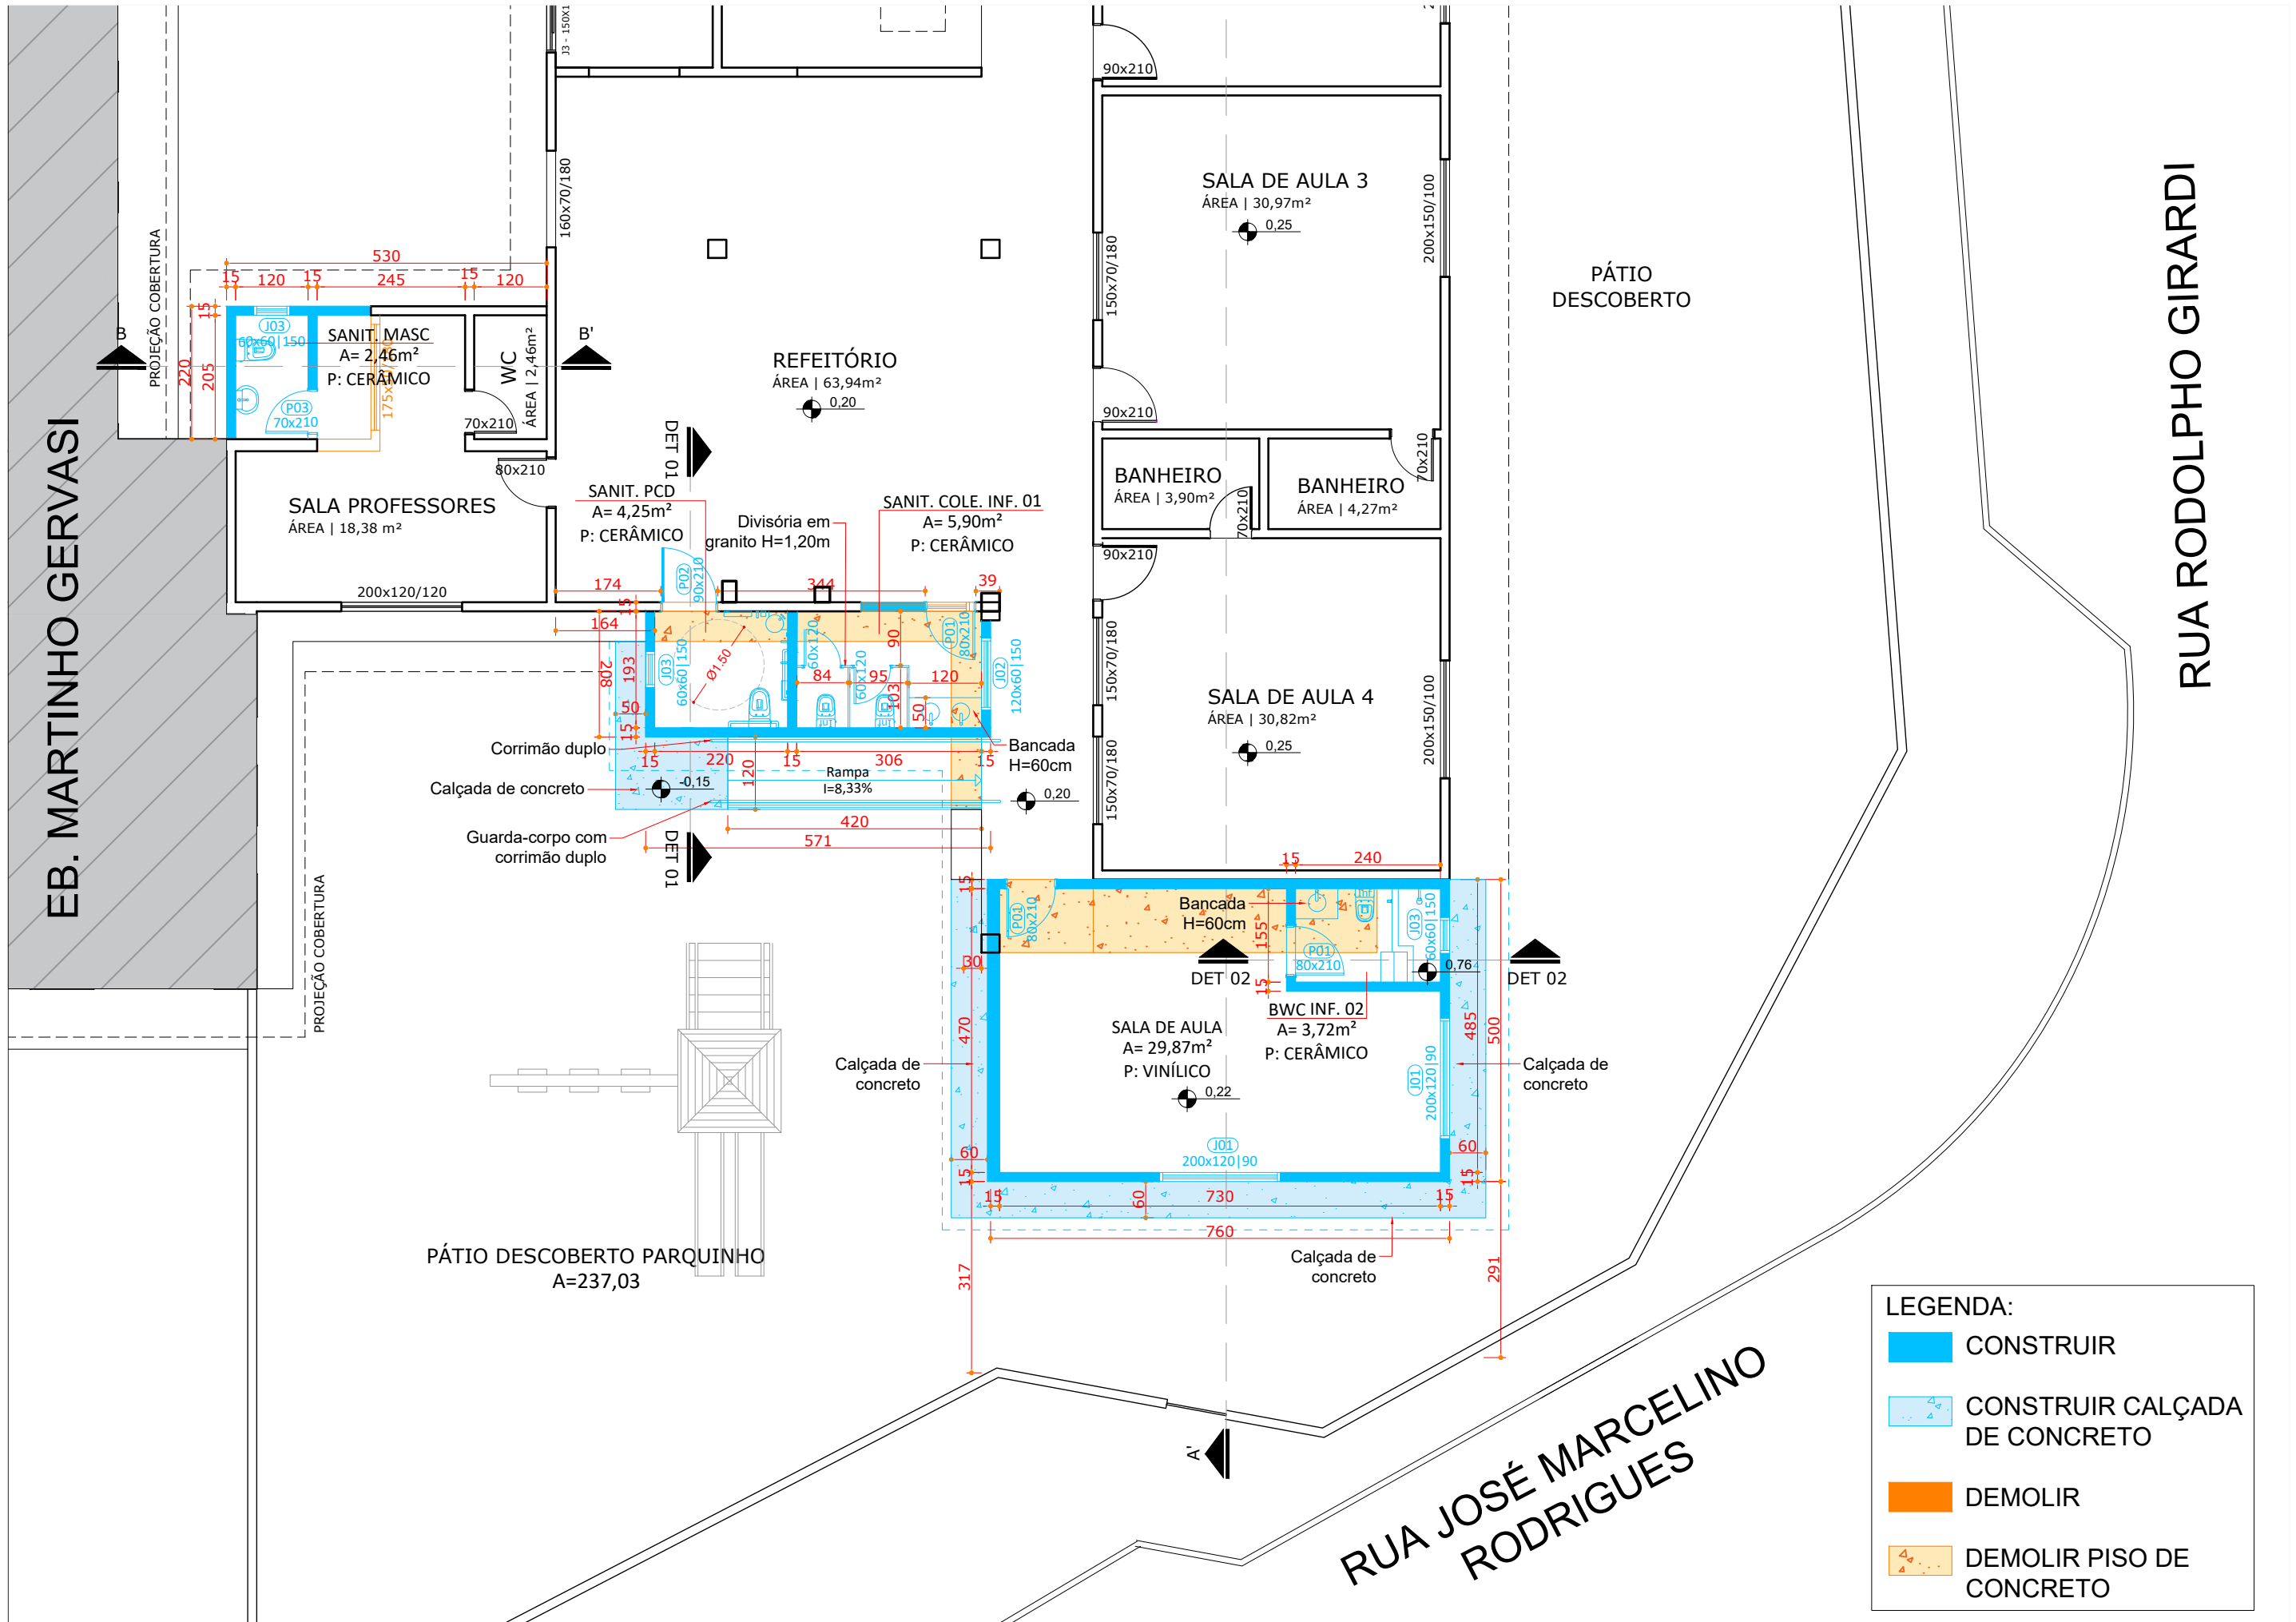 J3 - 150X1
90x210
160x70/180
SALA DE AULA 3
ÁREA | 30,97m²
0,25
200x150/100
150x70/180
PÁTIO
DESCOBERTO
RUA RODOLPHO GIRARDI
PROJEÇÃO COBERTURA
530
15
120
15
245
15
120
15
220
205
B
B'
J03
60x60|150
SANIT. MASC
A= 2,46m²
P: CERÂMICO
P03
70x210
WC
ÁREA | 2,46m²
70x210
REFEITÓRIO
ÁREA | 63,94m²
0,20
90x210
70x210
BANHEIRO
ÁREA | 3,90m²
70x210
BANHEIRO
ÁREA | 4,27m²
EB. MARTINHO GERVASI
SALA PROFESSORES
ÁREA | 18,38 m²
80x210
200x120/120
DET 01
SANIT. PCD
A= 4,25m²
P: CERÂMICO
Divisória em
granito H=1,20m
SANIT. COLE. INF. 01
A= 5,90m²
P: CERÂMICO
90x210
174
P02
90x210
344
39
15
164
208
193
J03
60x60|150
Ø1.50
60x120
60x120
90
P01
80x210
J02
120x60|150
84
95
120
103
50
50
15
15
220
15
306
15
Corrimão duplo
Calçada de concreto
-0,15
120
Rampa
I=8,33%
Bancada
H=60cm
0,20
Guarda-corpo com
corrimão duplo
420
571
DET 01
150x70/180
SALA DE AULA 4
ÁREA | 30,82m²
0,25
200x150/100
150x70/180
15
240
15
P01
80x210
Bancada
H=60cm
155
Inf.
J03
60x60|150
P01
80x210
0,76
30
DET 02
DET 02
15
BWC INF. 02
A= 3,72m²
P: CERÂMICO
SALA DE AULA
A= 29,87m²
P: VINÍLICO
0,22
470
485
500
J01
200x120|90
Calçada de
concreto
Calçada de
concreto
J01
200x120|90
60
15
60
15
15
60
730
15
760
Calçada de
concreto
317
291
PROJEÇÃO COBERTURA
PÁTIO DESCOBERTO PARQUINHO
A=237,03
A'
RUA JOSÉ MARCELINO
RODRIGUES
LEGENDA:
CONSTRUIR
CONSTRUIR CALÇADA
DE CONCRETO
DEMOLIR
DEMOLIR PISO DE
CONCRETO